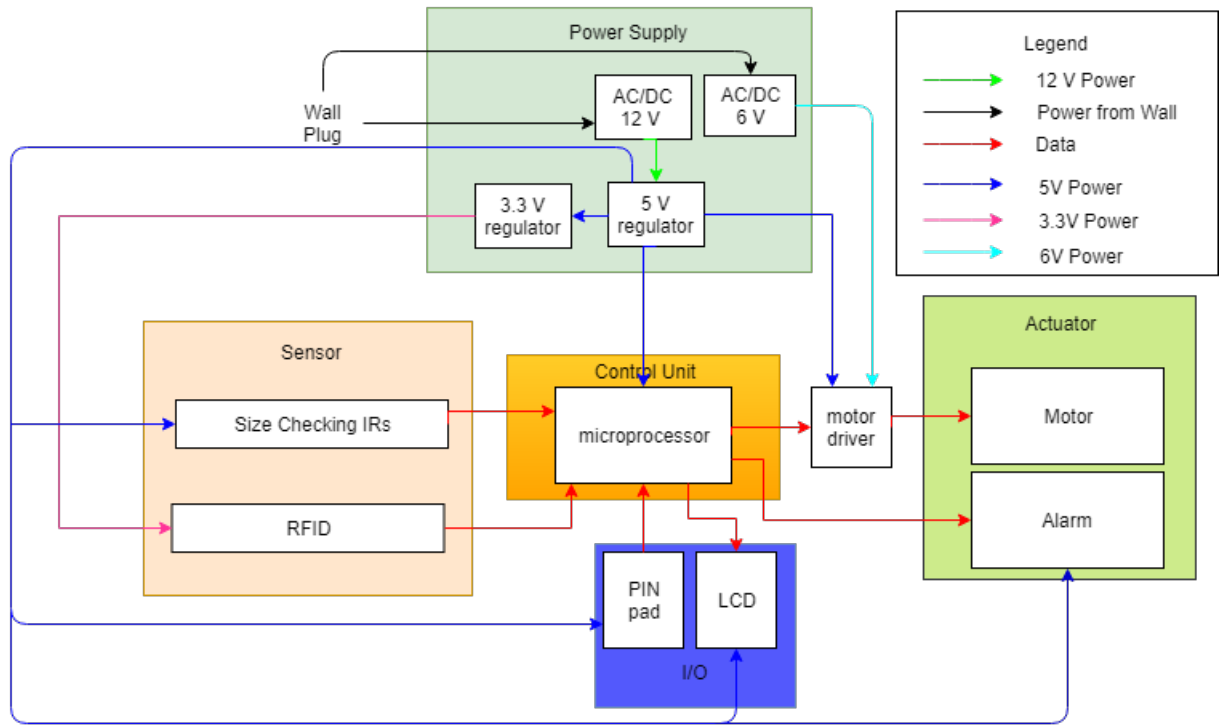 Power Supply
Legend
AC/DC
12 V
AC/DC
6 V
12 V Power
Wall
Plug
Power from Wall
Data
3.3 V
regulator
5 V
regulator
5V Power
3.3V Power
6V Power
Sensor
Actuator
Control Unit
Size Checking IRs
microprocessor
motor
driver
Motor
RFID
Alarm
PIN
pad
LCD
I/O